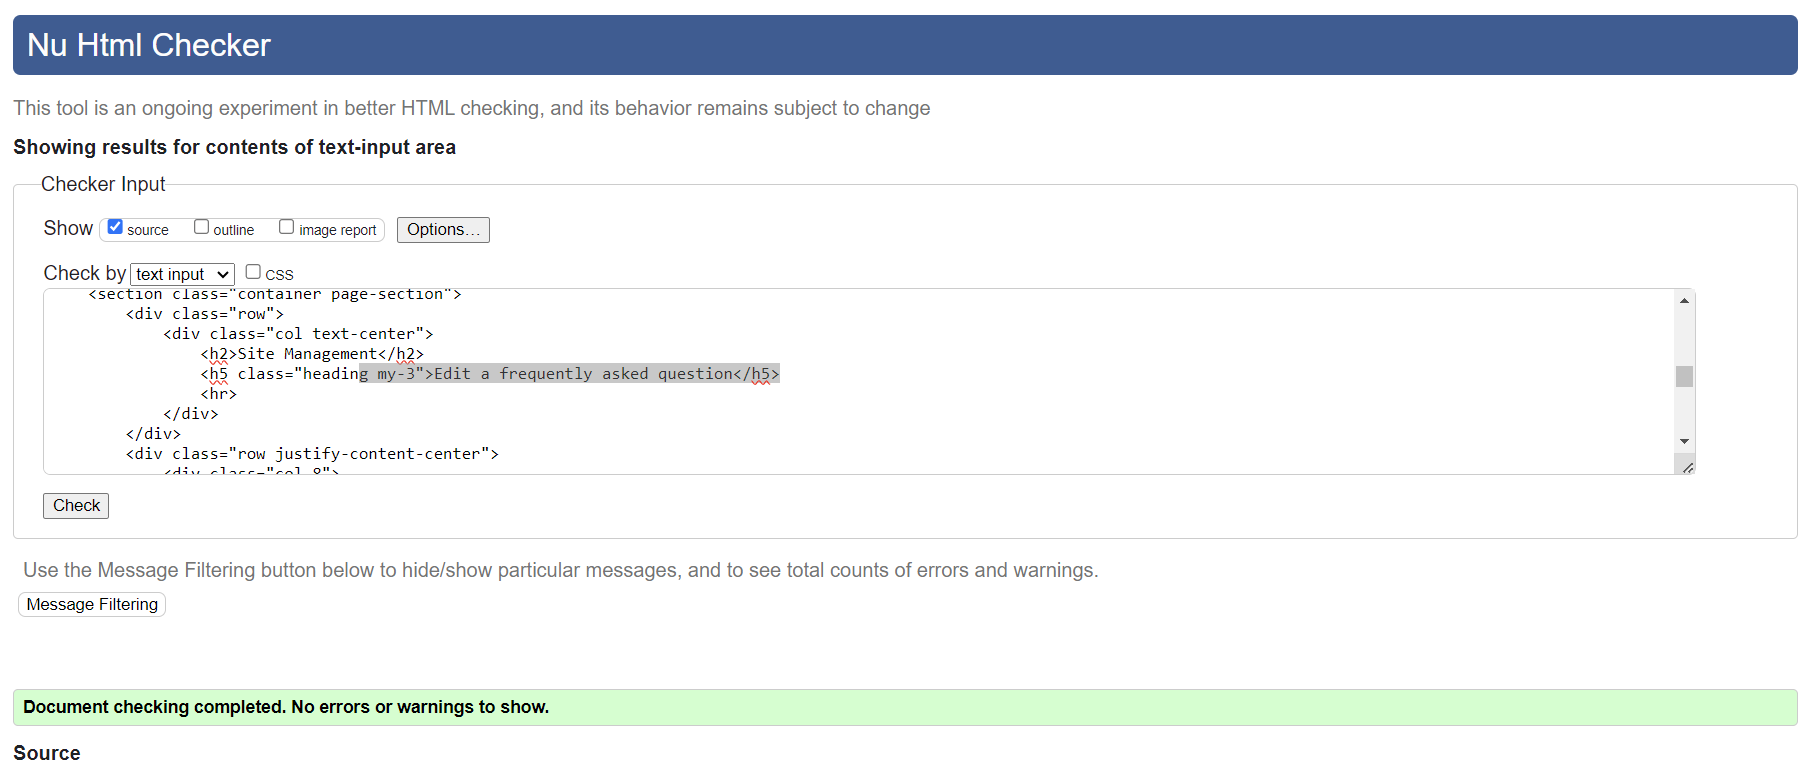 Nu Html Checker
This tool is an ongoing experiment in better HTML checking, and its behavior remains subject to change
Showing results for contents of text-input area
Checker Input
Show source outline image report Options...
Check by text input CSS
<section class="container page-section">
<div class="row">
<div class="col text-center">
<h2>Site Management</h2>
<h5 class="heading my-3">Edit a frequently asked question</h5>
<hr>
</div>
</div>
<div class="row justify-content-center">
<div class="col 8">
Check
Use the Message Filtering button below to hide/show particular messages, and to see total counts of errors and warnings.
Message Filtering
Document checking completed. No errors or warnings to show.
Source